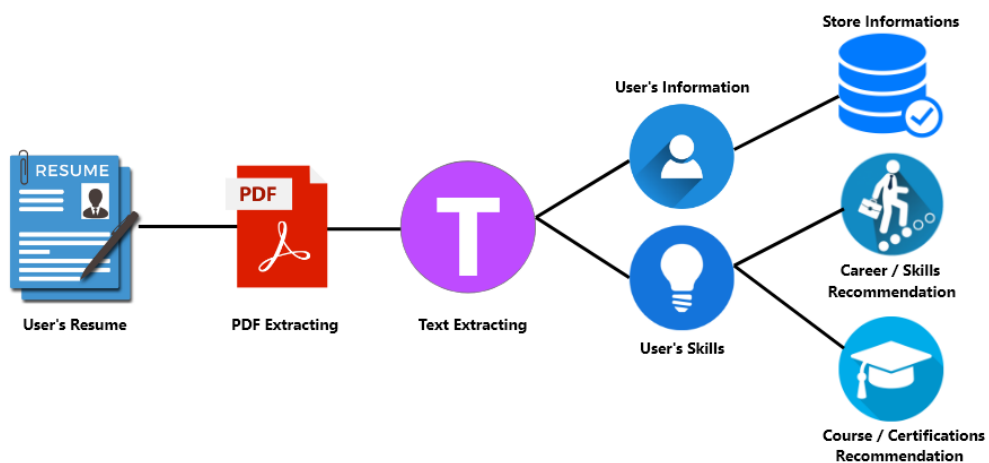 RESUME
User's Resume
PDF
PDF Extracting
T
Text Extracting
User's Information
User's Skills
Store Informations
Career / Skills
Recommendation
Course / Certifications
Recommendation